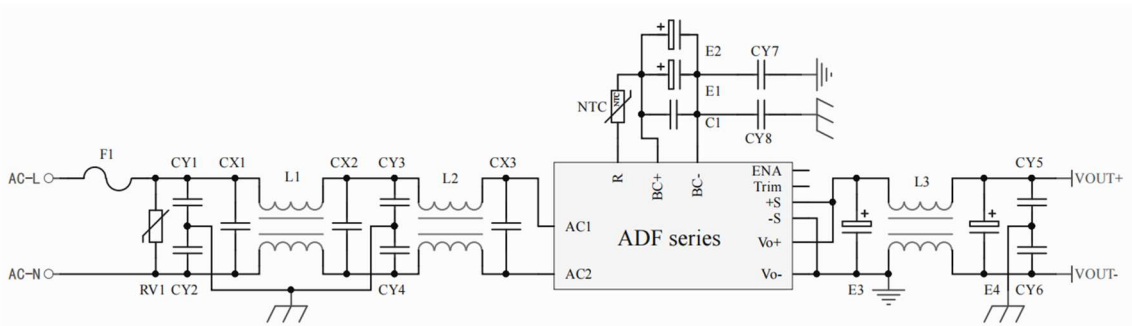 E2
CY7
E1
NTC
NTC
C1
CY8
F1
AC-L
CY1
CX1
L1
CX2
CY3
L2
CX3
R
BC+
BC-
ENA
Trim
+S
-S
Vo+
Vo-
AC1
AC2
ADF series
L3
CY5
VOUT+
AC-N
RV1
CY2
CY4
E3
E4
CY6
VOUT-